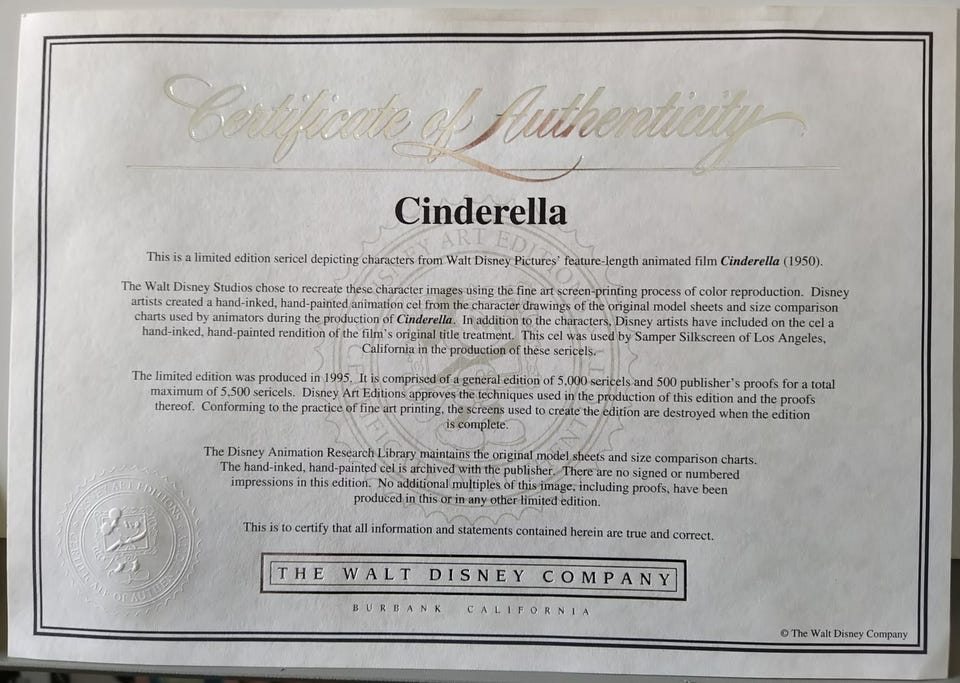 Certificate of Authenticity
Cinderella
This is a limited edition sericel depicting characters from Walt Disney Pictures' feature-length animated film Cinderella (1950).
The Walt Disney Studios chose to recreate these character images using the fine art screen-printing process of color reproduction. Disney
artists created a hand-inked, hand-painted animation cel from the character drawings of the original model sheets and size comparison
charts used by animators during the production of Cinderella. In addition to the characters, Disney artists have included on the cel a
hand-inked, hand-painted rendition of the film's original title treatment. This cel was used by Samper Silkscreen of Los Angeles,
California in the production of these sericels.
The limited edition was produced in 1995. It is comprised of a general edition of 5,000 sericels and 500 publisher's proofs for a total
maximum of 5,500 sericels. Disney Art Editions approves the techniques used in the production of this edition and the proofs
thereof. Conforming to the practice of fine art printing, the screens used to create the edition are destroyed when the edition
is complete.
The Disney Animation Research Library maintains the original model sheets and size comparison charts.
The hand-inked, hand-painted cel is archived with the publisher. There are no signed or numbered
impressions in this edition. No additional multiples of this image, including proofs, have been
produced in this or in any other limited edition.
This is to certify that all information and statements contained herein are true and correct.
THE WALT DISNEY COMPANY
BURBANK CALIFORNIA
© The Walt Disney Company
DISNEY ART EDITIONS